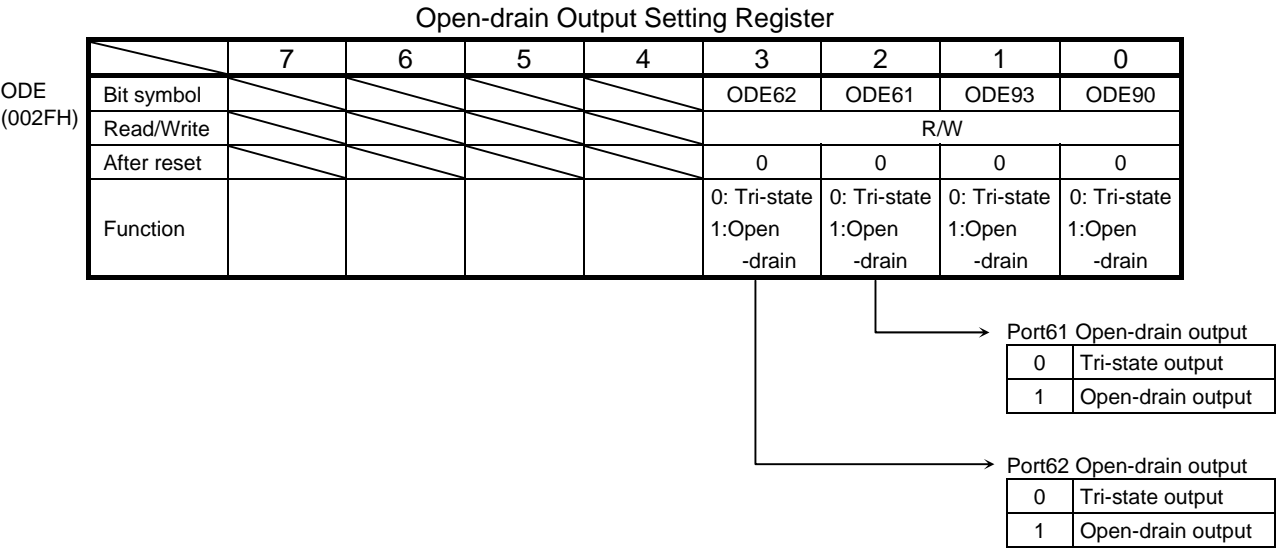 Open-drain Output Setting Register
7 6 5 4 3 2 1 0
ODE
(002FH)
Bit symbol ODE62 ODE61 ODE93 ODE90
Read/Write R/W
After reset 0 0 0 0
Function
0: Tri-state 0: Tri-state 0: Tri-state 0: Tri-state
1:Open 1:Open 1:Open 1:Open
-drain -drain -drain -drain
Port61 Open-drain output
0 Tri-state output
1 Open-drain output
Port62 Open-drain output
0 Tri-state output
1 Open-drain output